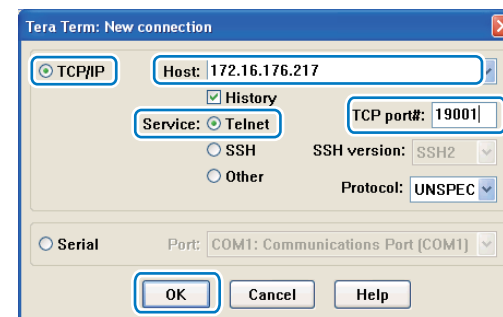 Tera Term: New connection
TCP/IP Host: 172.16.176.217
History
Service: Telnet TCP port#: 19001
SSH SSH version: SSH2
Other Protocol: UNSPEC
Serial Port: COM1: Communications Port (COM1)
OK Cancel Help